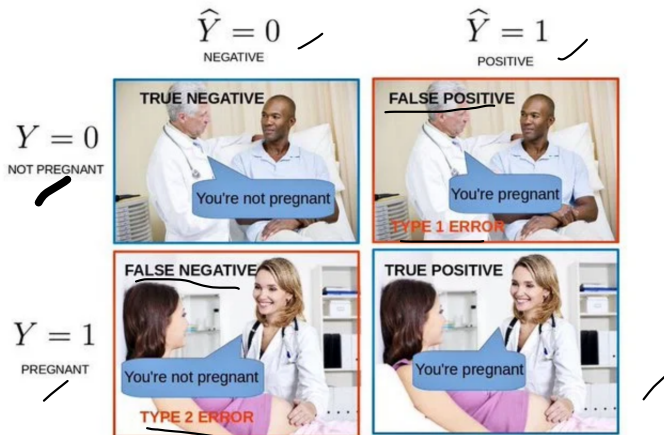 Ŷ = 0
NEGATIVE
Ŷ = 1
POSITIVE
Y = 0
NOT PREGNANT
TRUE NEGATIVE
You're not pregnant
FALSE POSITIVE
You're pregnant
TYPE 1 ERROR
Y = 1
PREGNANT
FALSE NEGATIVE
You're not pregnant
TYPE 2 ERROR
TRUE POSITIVE
You're pregnant